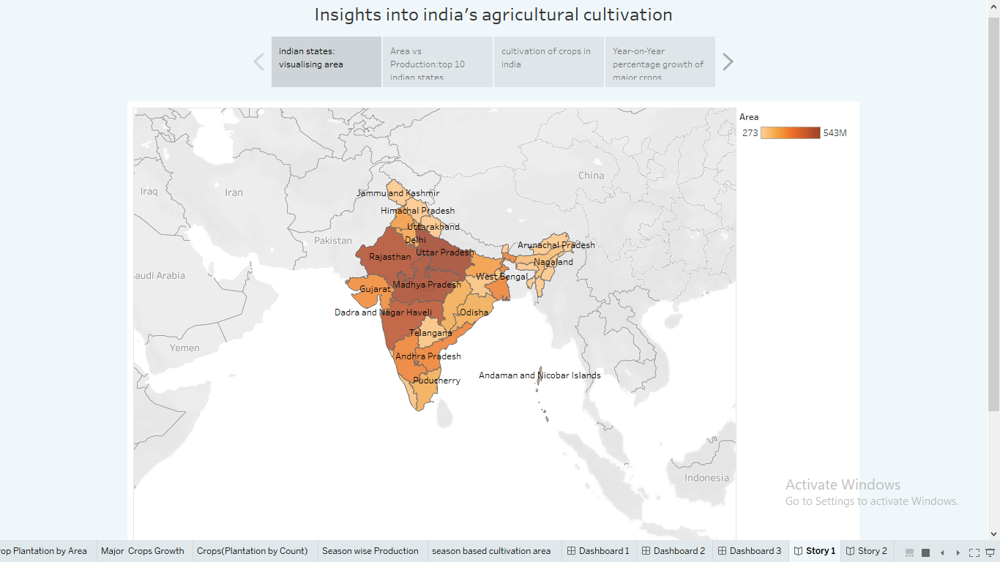 Insights into india’s agricultural cultivation
indian states:
visualising area
Area vs
Production:top 10
indian states
cultivation of crops in
india
Year-on-Year
percentage growth of
major crops
Area
273 543M
China
Iraq
Iran
Jammu and Kashmir
Himachal Pradesh
Uttarakhand
Pakistan
Delhi
Arunachal Pradesh
Uttar Pradesh
Rajasthan
Nagaland
Saudi Arabia
West Bengal
Madhya Pradesh
Gujarat
Dadra and Nagar Haveli
Odisha
Telangana
Yemen
Andhra Pradesh
Andaman and Nicobar Islands
Puducherry
Indonesia
Activate Windows
Go to Settings to activate Windows.
rop Plantation by Area Major Crops Growth Crops(Plantation by Count) Season wise Production season based cultivation area Dashboard 1 Dashboard 2 Dashboard 3 Story 1 Story 2